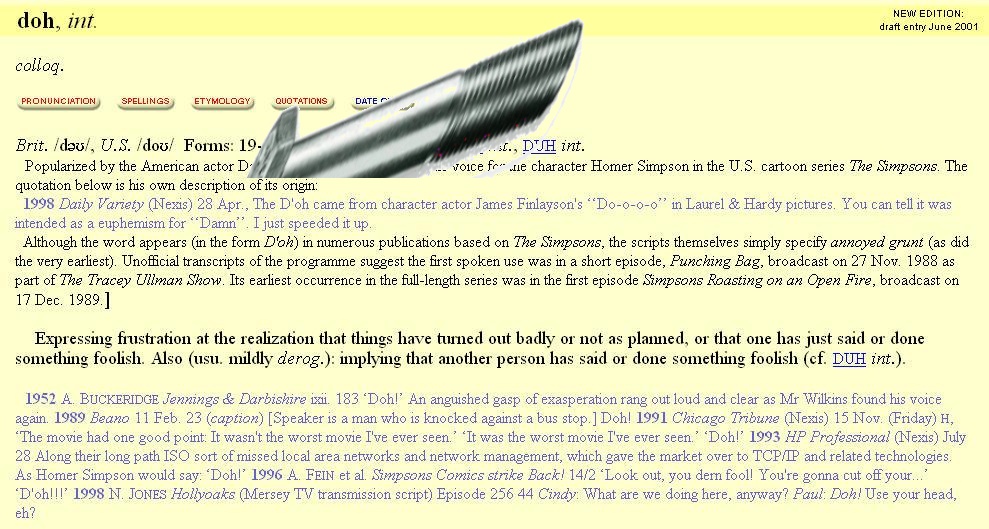 doh, int.
NEW EDITION:
draft entry June 2001
colloq.
PRONUNCIATION SPELLINGS ETYMOLOGY QUOTATIONS DATE
Brit. /dəʊ/, U.S. /doʊ/ Forms: 19- DUH int.
Popularized by the American actor voice for the character Homer Simpson in the U.S. cartoon series The Simpsons. The
quotation below is his own description of its origin:
1998 Daily Variety (Nexis) 28 Apr., The D'oh came from character actor James Finlayson's “Do-o-o-o” in Laurel & Hardy pictures. You can tell it was
intended as a euphemism for “Damn”. I just speeded it up.
Although the word appears (in the form D'oh) in numerous publications based on The Simpsons, the scripts themselves simply specify annoyed grunt (as did
the very earliest). Unofficial transcripts of the programme suggest the first spoken use was in a short episode, Punching Bag, broadcast on 27 Nov. 1988 as
part of The Tracey Ullman Show. Its earliest occurrence in the full-length series was in the first episode Simpsons Roasting on an Open Fire, broadcast on
17 Dec. 1989.]
Expressing frustration at the realization that things have turned out badly or not as planned, or that one has just said or done
something foolish. Also (usu. mildly derog.): implying that another person has said or done something foolish (cf. DUH int.).
1952 A. BUCKERIDGE Jennings & Darbishire ixii. 183 ‘Doh!’ An anguished gasp of exasperation rang out loud and clear as Mr Wilkins found his voice
again. 1989 Beano 11 Feb. 23 (caption) [Speaker is a man who is knocked against a bus stop.] Doh! 1991 Chicago Tribune (Nexis) 15 Nov. (Friday) H,
‘The movie had one good point: It wasn't the worst movie I've ever seen.’ ‘It was the worst movie I've ever seen.’ ‘Doh!’ 1993 HP Professional (Nexis) July
28 Along their long path ISO sort of missed local area networks and network management, which gave the market over to TCP/IP and related technologies.
As Homer Simpson would say: ‘Doh!’ 1996 A. FEIN et al. Simpsons Comics strike Back! 14/2 ‘Look out, you dern fool! You're gonna cut off your...’
‘D'oh!!!’ 1998 N. JONES Hollyoaks (Mersey TV transmission script) Episode 256 44 Cindy: What are we doing here, anyway? Paul: Doh! Use your head,
eh?